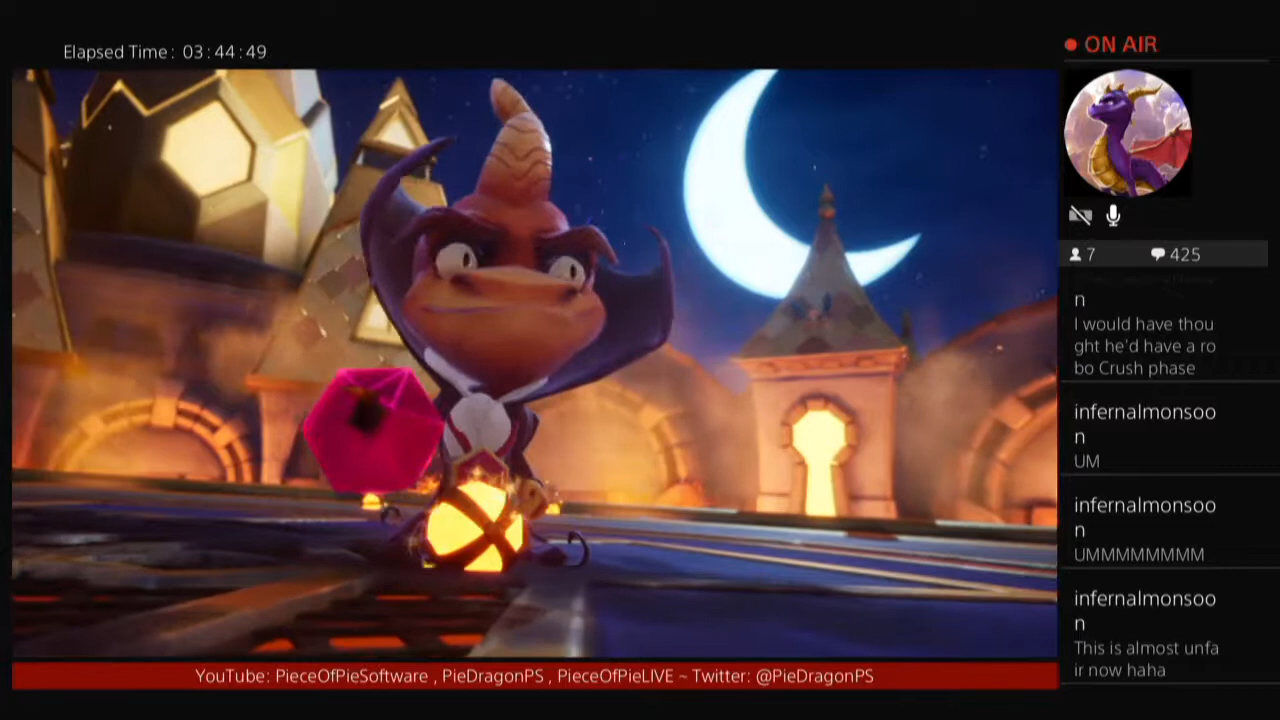 Elapsed Time: 03:44:49
ON AIR
7 425
n
I would have thou
ght he'd have a ro
bo Crush phase
infernalmonsoo
n
UM
infernalmonsoo
n
UMMMMMMMM
infernalmonsoo
n
This is almost unfa
ir now haha
YouTube: PieceOfPieSoftware , PieDragonPS , PieceOfPieLIVE ~ Twitter: @PieDragonPS